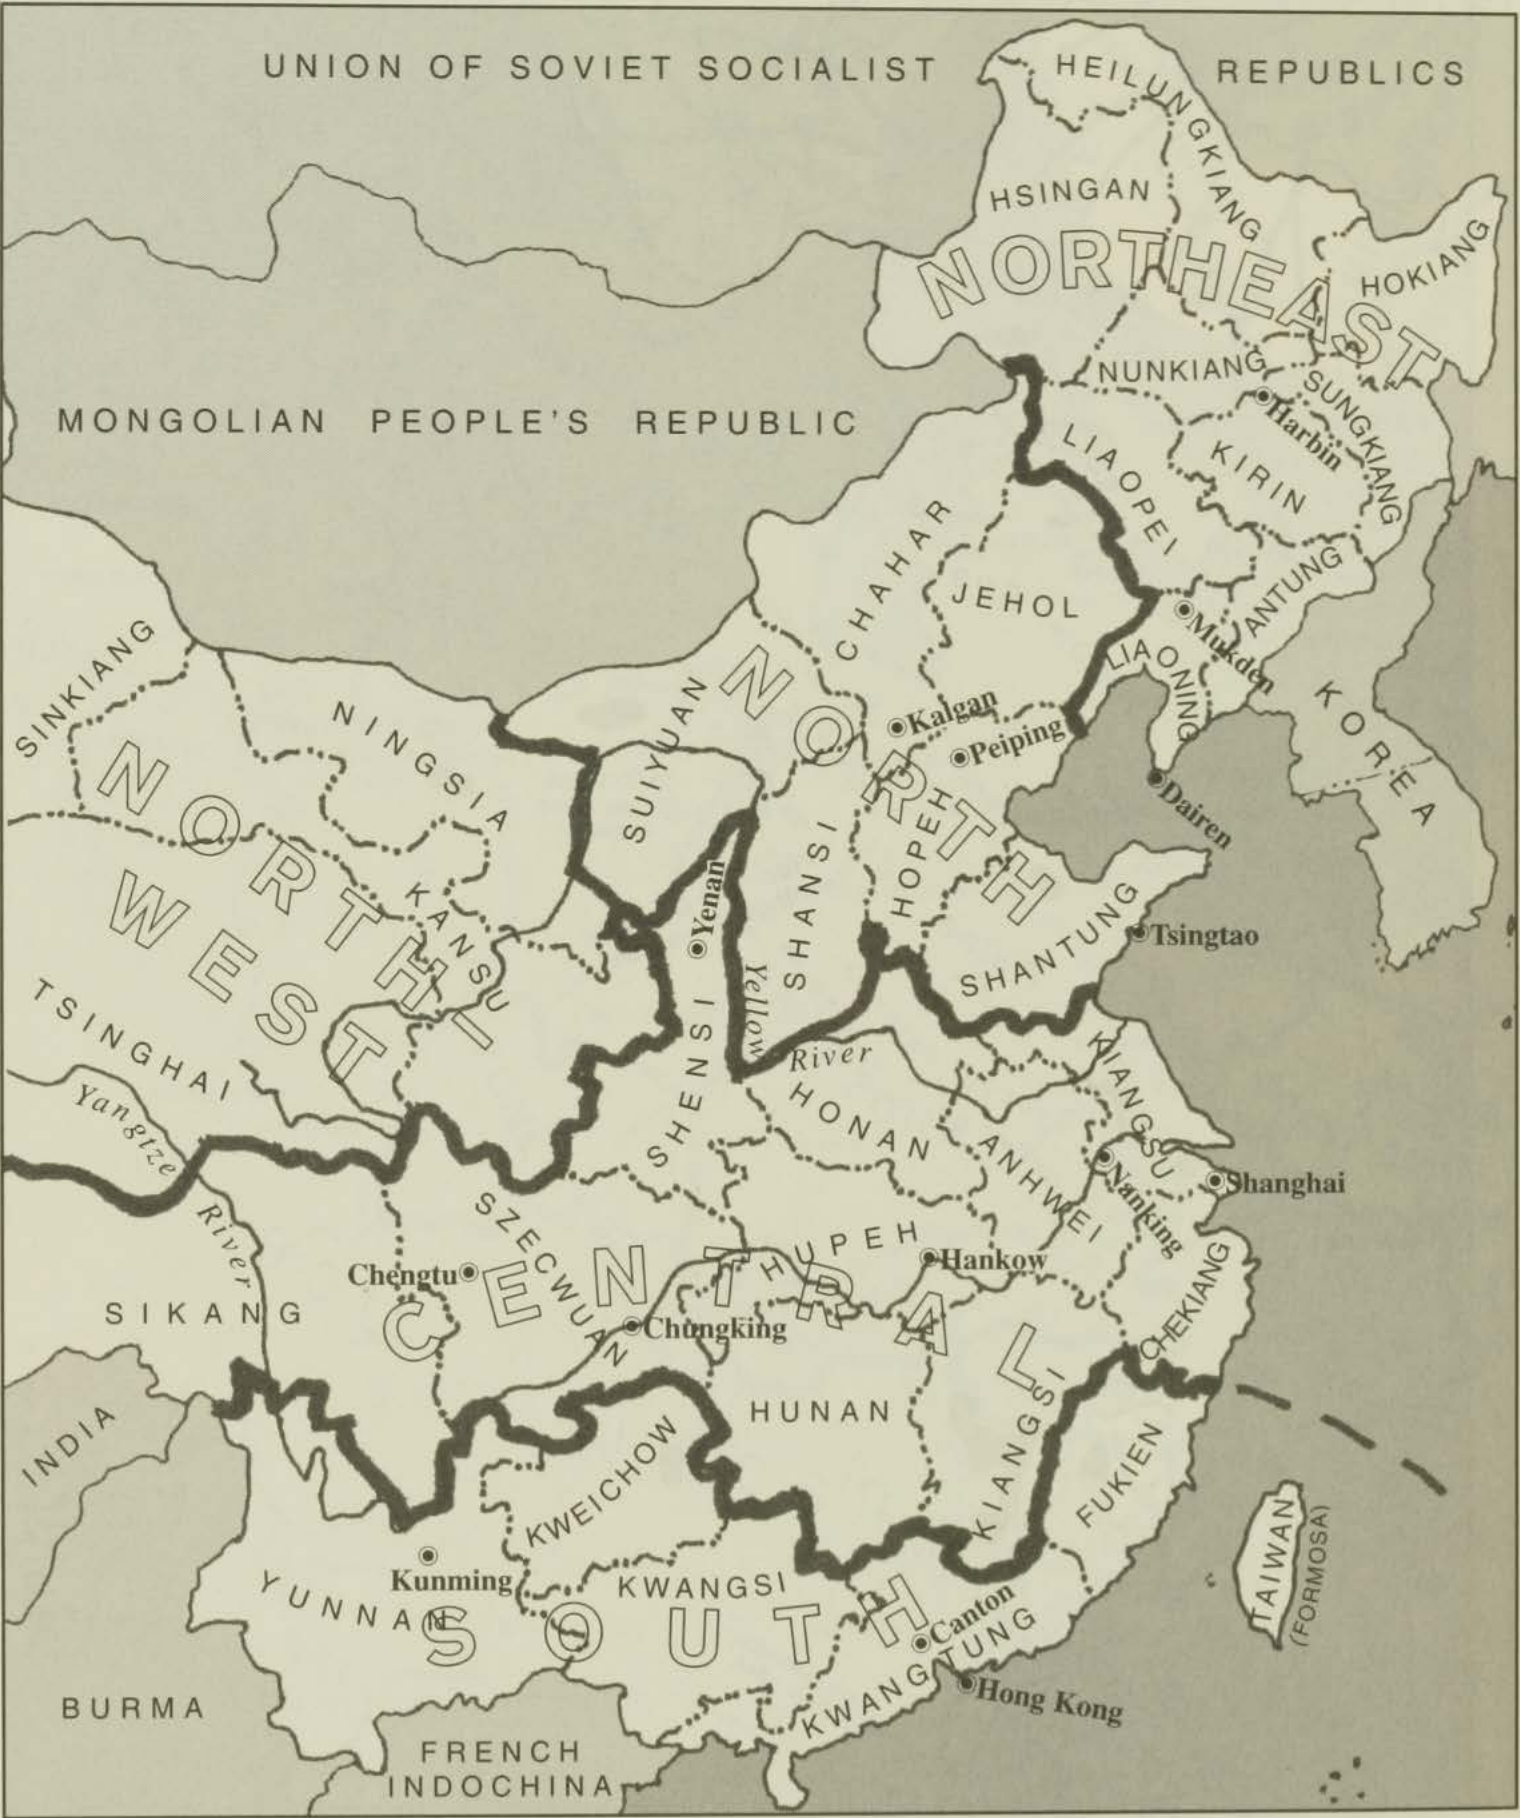 UNION OF SOVIET SOCIALIST REPUBLICS
HEILUNGKIANG
HSINGAN
HOKIANG
NORTHEAST
NUNKIANG
SUNGKIANG
Harbin
MONGOLIAN PEOPLE'S REPUBLIC
LIAOPEI
KIRIN
CHAHAR
JEHOL
ANTUNG
Mukden
LIAONING
SINKIANG
NINGSIA
SUIYUAN
NORTH
Kalgan
Peiping
KOREA
Dairen
NORTH
WEST
KANSU
Yenan
SHANSI
HOPEH
SHANTUNG
Tsingtao
TSINGHAI
Yellow
River
SHENSI
HONAN
KIANGSU
Yangtze
River
ANHWEI
Nanking
Shanghai
SZECWUAN
HUPEH
Hankow
CHEKIANG
Chengtu
CENTRAL
SIKANG
Chungking
HUNAN
KIANGSI
FUKIEN
INDIA
KWEICHOW
TAIWAN
(FORMOSA)
Kunming
YUNNAN
KWANGSI
SOUTH
Canton
KWANGTUNG
Hong Kong
BURMA
FRENCH
INDOCHINA